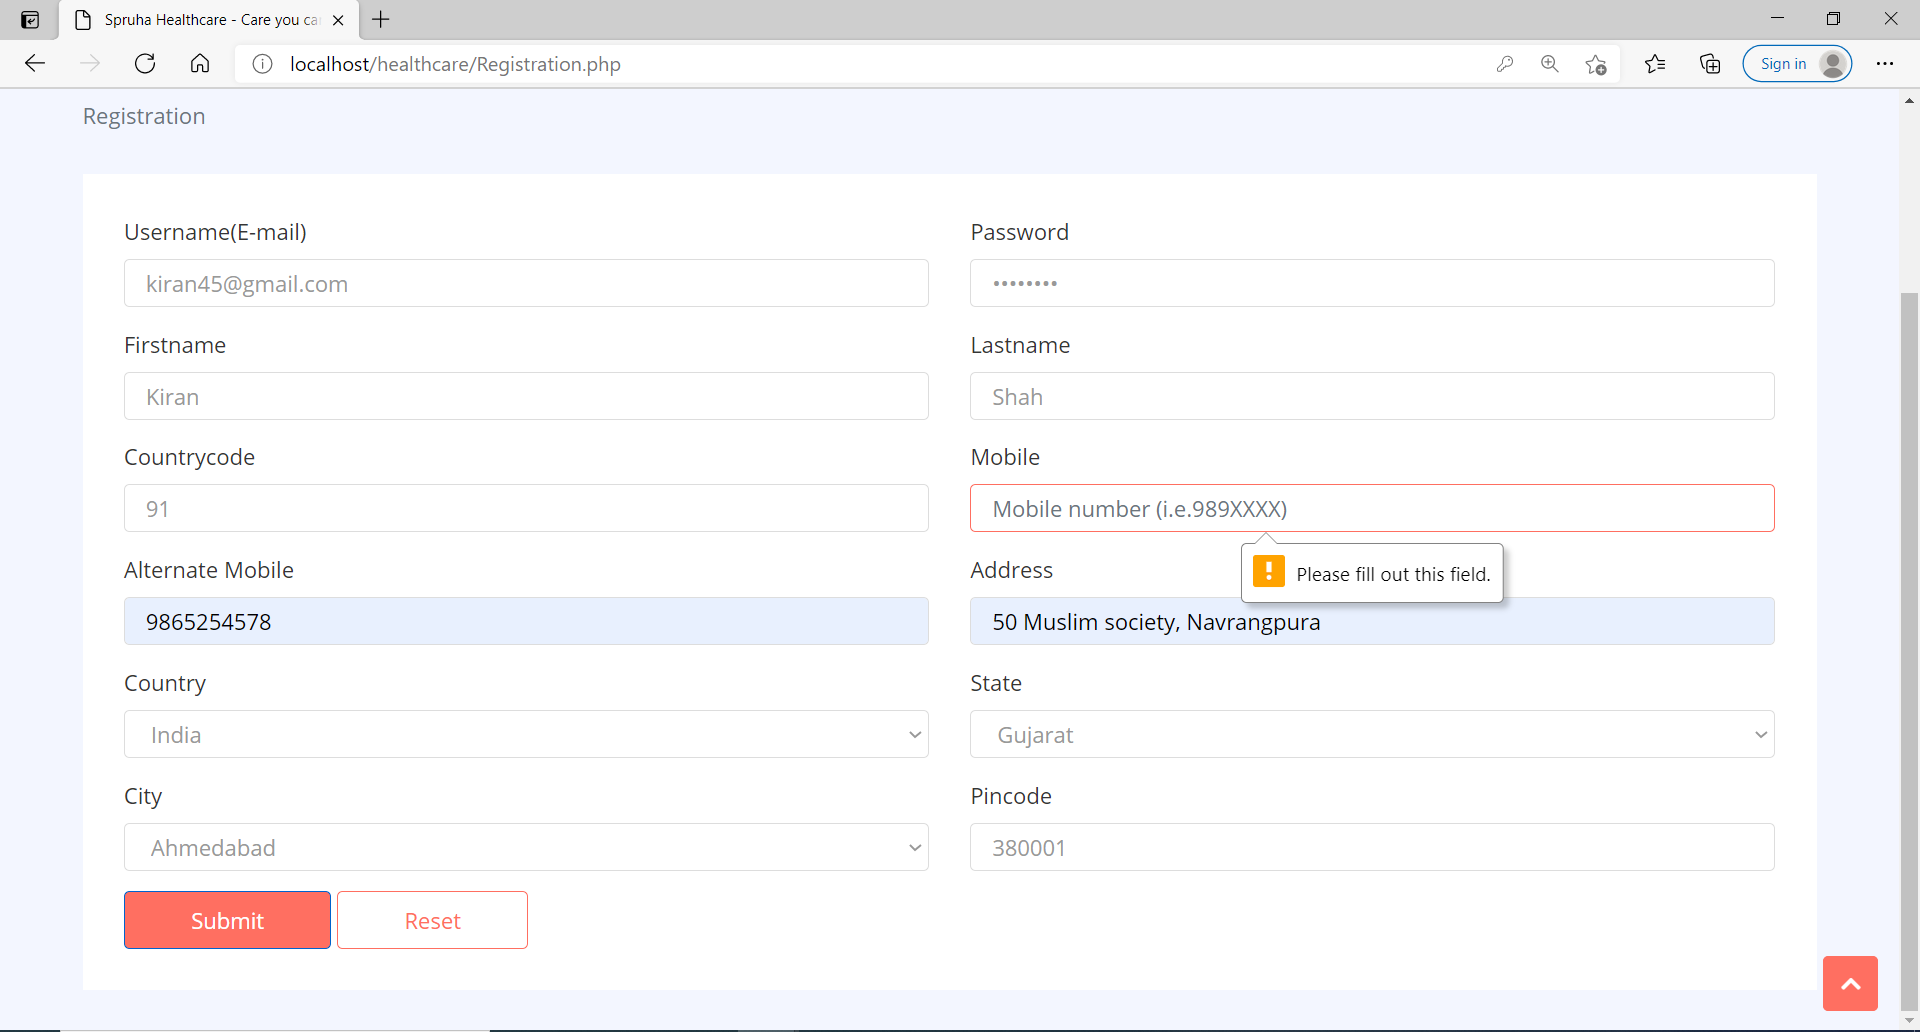 Spruha Healthcare - Care you ca
localhost/healthcare/Registration.php
Sign in
Registration
Username(E-mail)
Password
kiran45@gmail.com
••••••••
Firstname
Lastname
Kiran
Shah
Countrycode
Mobile
91
Mobile number (i.e.989XXXX)
Please fill out this field.
Alternate Mobile
Address
9865254578
50 Muslim society, Navrangpura
Country
State
India
Gujarat
City
Pincode
Ahmedabad
380001
Submit
Reset